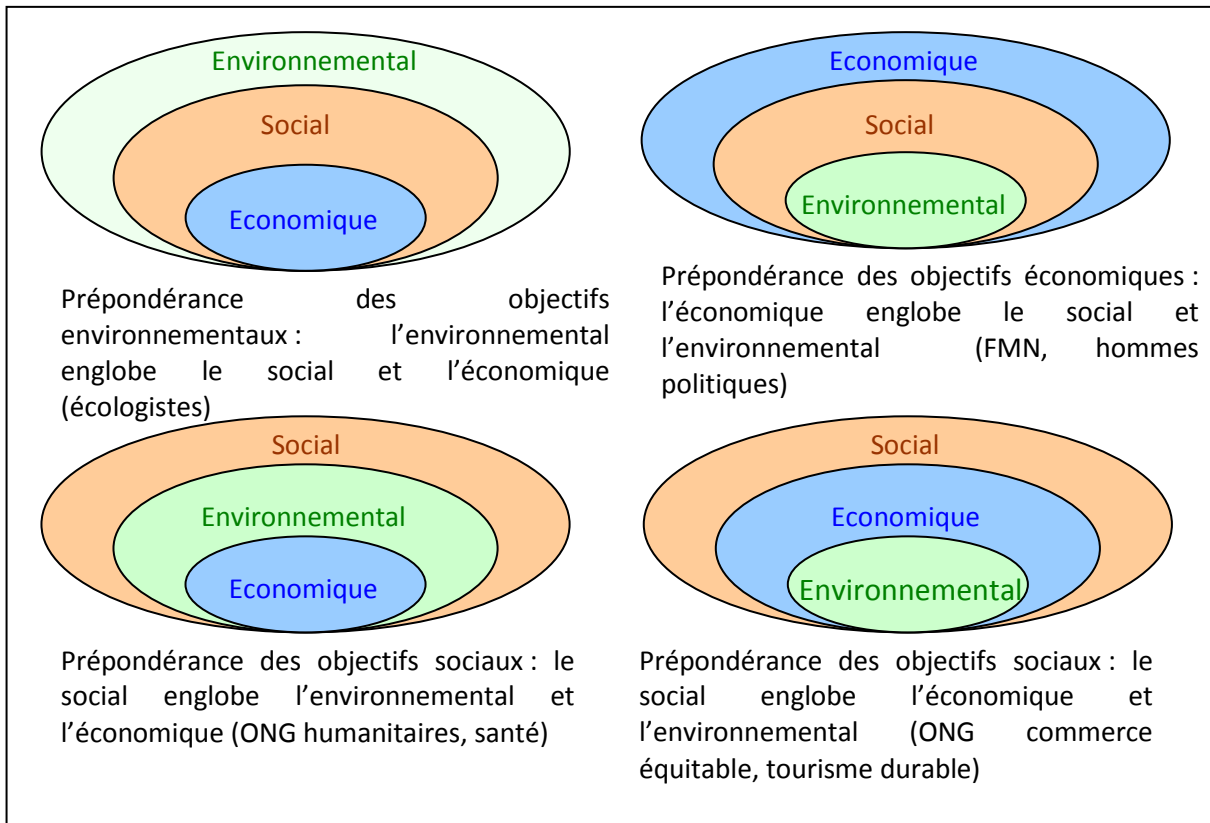 Environnemental
Social
Economique
Prépondérance des objectifs
environnementaux : l’environnemental
englobe le social et l’économique
(écologistes)
Economique
Social
Environnemental
Prépondérance des objectifs économiques :
l’économique englobe le social et
l’environnemental (FMN, hommes
politiques)
Social
Environnemental
Economique
Prépondérance des objectifs sociaux : le
social englobe l’environnemental et
l’économique (ONG humanitaires, santé)
Social
Economique
Environnemental
Prépondérance des objectifs sociaux : le
social englobe l’économique et
l’environnemental (ONG commerce
équitable, tourisme durable)